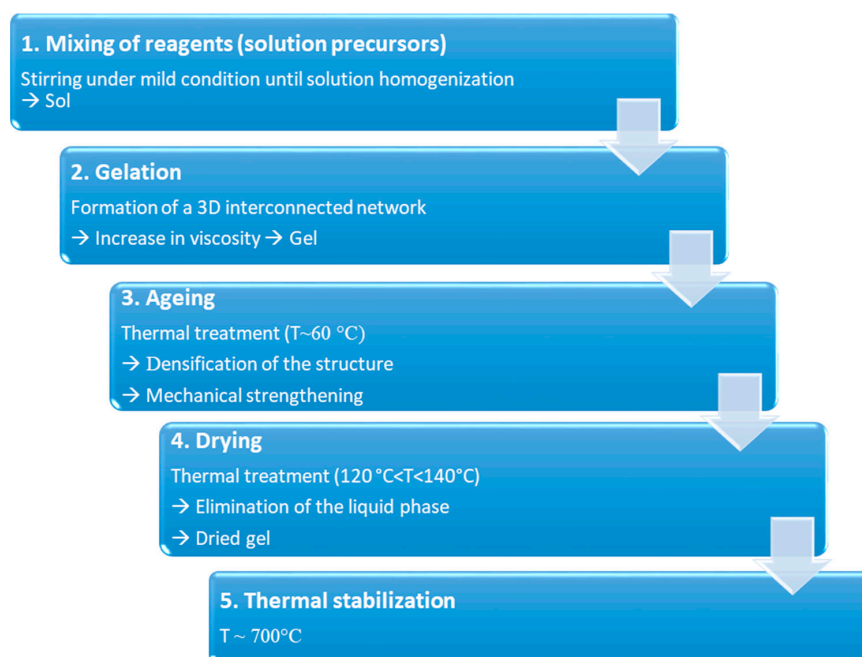 1. Mixing of reagents (solution precursors)
Stirring under mild condition until solution homogenization
→ Sol
2. Gelation
Formation of a 3D interconnected network
→ Increase in viscosity → Gel
3. Ageing
Thermal treatment (T~60 °C)
→ Densification of the structure
→ Mechanical strengthening
4. Drying
Thermal treatment (120 °C<T<140°C)
→ Elimination of the liquid phase
→ Dried gel
5. Thermal stabilization
T ~ 700°C